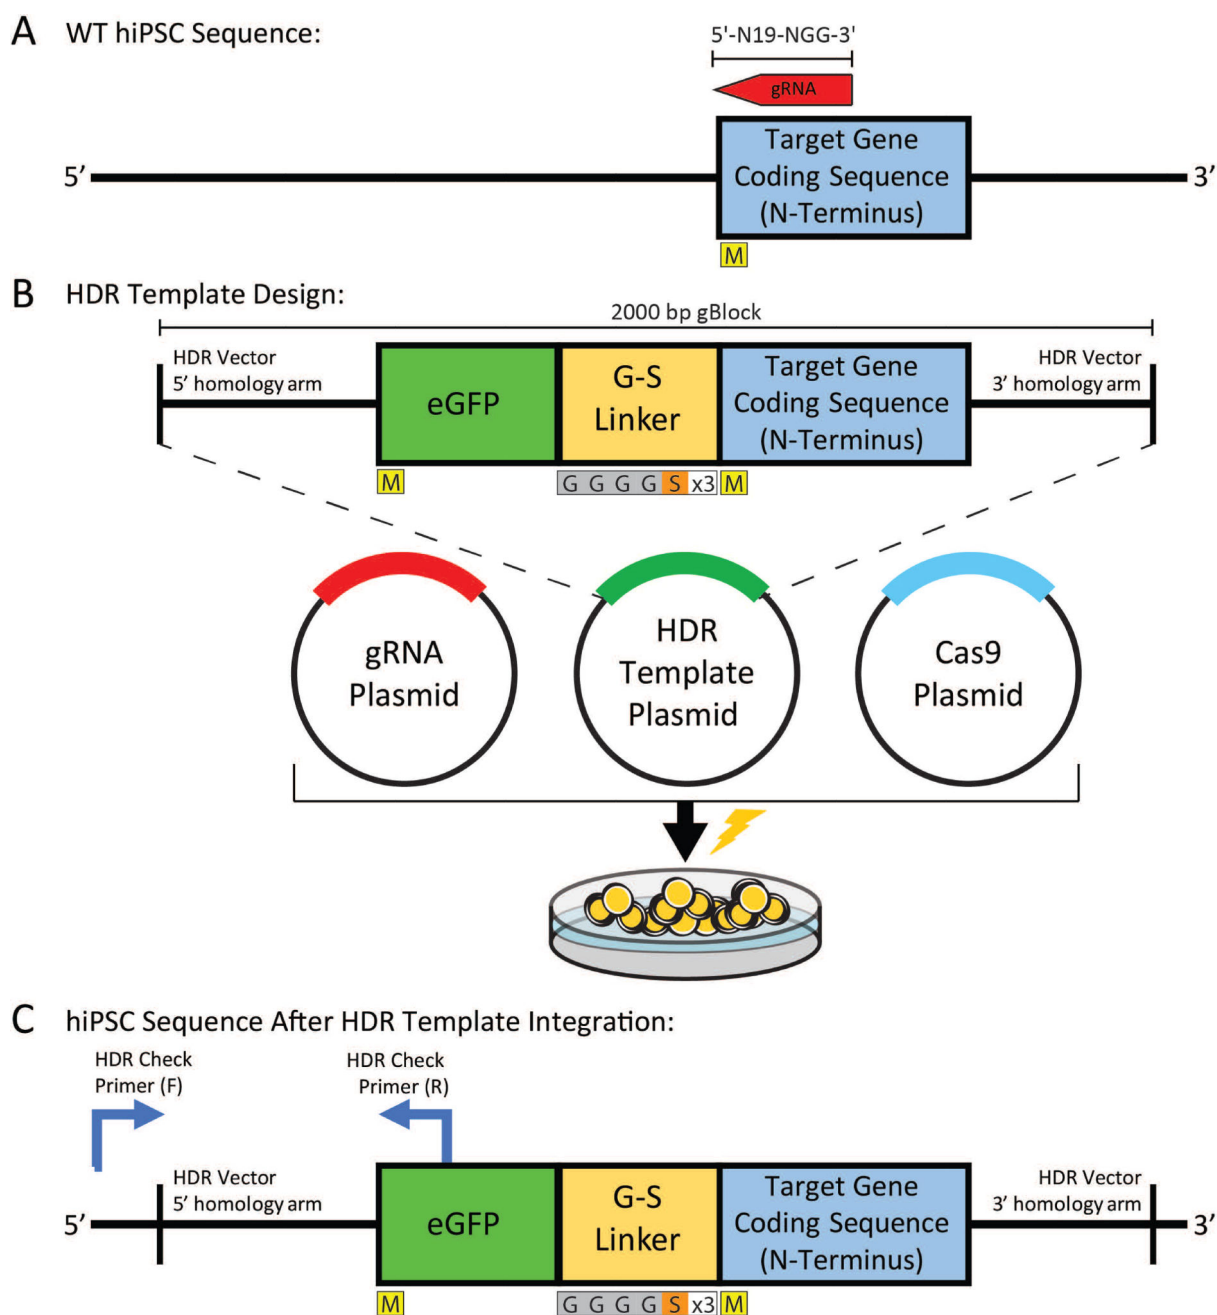 A WT hiPSC Sequence:
5'-N19-NGG-3'
gRNA
Target Gene
Coding Sequence
(N-Terminus)
5’
3’
M
B HDR Template Design:
2000 bp gBlock
HDR Vector
5’ homology arm
eGFP
G-S
Linker
Target Gene
Coding Sequence
(N-Terminus)
HDR Vector
3’ homology arm
M
G G G G S x3 M
gRNA
Plasmid
HDR
Template
Plasmid
Cas9
Plasmid
C hiPSC Sequence After HDR Template Integration:
HDR Check
Primer (F)
HDR Check
Primer (R)
5’
HDR Vector
5’ homology arm
eGFP
G-S
Linker
Target Gene
Coding Sequence
(N-Terminus)
HDR Vector
3’ homology arm
3’
M
G G G G S x3 M